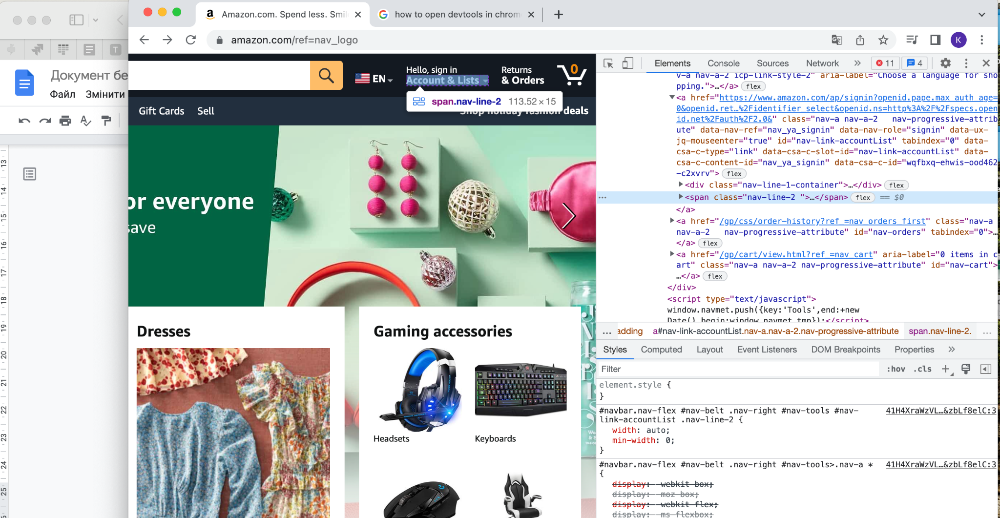 Amazon.com. Spend less. Smil
how to open devtools in chrom
amazon.com/ref=nav_logo
K
Документ бе
Файл Змінити
13
14
15
16
17
18
19
20
21
22
23
24
25
EN
Hello, sign in
Account & Lists
Returns
& Orders
0
span.nav-line-2 113.52×15
Gift Cards Sell
Shop holiday fashion deals
or everyone
save
Dresses
Gaming accessories
Headsets
Keyboards
Elements Console Sources Network 11 4
v-a nav-a-2 icp-link-style-2" aria-label="Choose a language for sho
pping.">…</a> flex
<a href="https://www.amazon.com/ap/signin?openid.pape.max_auth_age=
0&openid.ret…%2Fidentifier_select&openid.ns=http%3A%2F%2Fspecs.open
id.net%2Fauth%2F2.0&" class="nav-a nav-a-2   nav-progressive-attrib
ute" data-nav-ref="nav_ya_signin" data-nav-role="signin" data-ux-
jq-mouseenter="true" id="nav-link-accountList" tabindex="0" data-
csa-c-type="link" data-csa-c-slot-id="nav-link-accountList" data-
csa-c-content-id="nav_ya_signin" data-csa-c-id="wqfbxq-ehwis-ood462
-c2xvrv"> flex
<div class="nav-line-1-container">…</div> flex
… <span class="nav-line-2 ">…</span> flex == $0
</a>
<a href="/gp/css/order-history?ref_=nav_orders_first" class="nav-a
nav-a-2   nav-progressive-attribute" id="nav-orders" tabindex="0">…
</a> flex
<a href="/gp/cart/view.html?ref_=nav_cart" aria-label="0 items in c
art" class="nav-a nav-a-2 nav-progressive-attribute" id="nav-cart">
…</a> flex
</div>
<script type="text/javascript">
window.navmet.push({key:'Tools',end:+new
Date(),begin:window.navmet.tmp});</script>
… adding a#nav-link-accountList.nav-a.nav-a-2.nav-progressive-attribute span.nav-line-2. …
Styles Computed Layout Event Listeners DOM Breakpoints Properties
Filter :hov .cls
element.style {
}
#navbar.nav-flex #nav-belt .nav-right #nav-tools #nav- 41H4XraWzVL…&zbLf8elC:3
link-accountList .nav-line-2 {
width: auto;
min-width: 0;
}
#navbar.nav-flex #nav-belt .nav-right #nav-tools>.nav-a * 41H4XraWzVL…&zbLf8elC:3
{
display: -webkit-box;
display: -moz-box;
display: -webkit-flex;
display: -ms-flexbox;